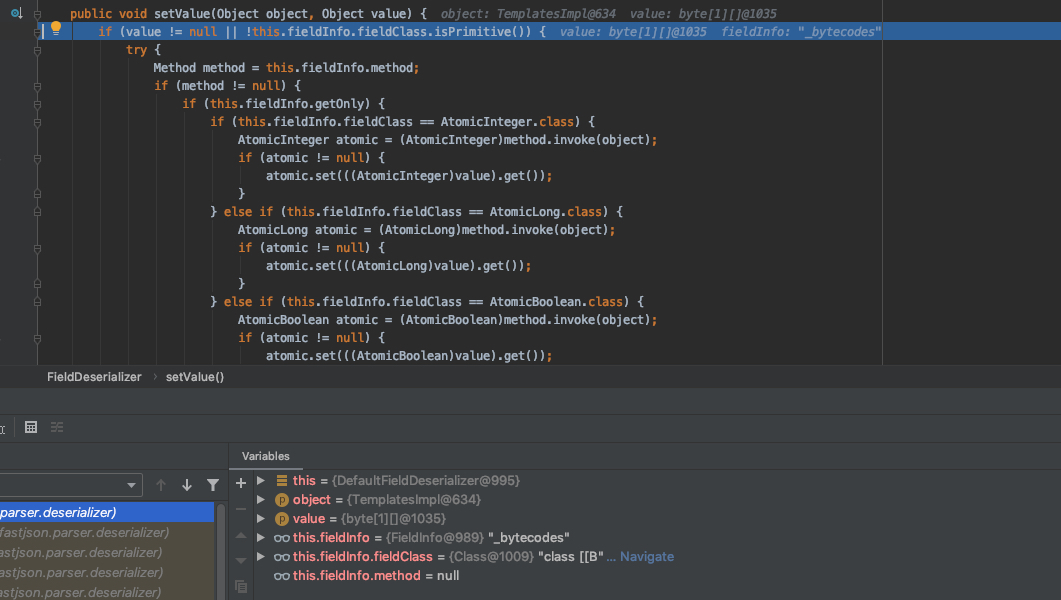 public void setValue(Object object, Object value) {  object: TemplatesImpl@634  value: byte[1][]@1035
if (value != null || !this.fieldInfo.fieldClass.isPrimitive()) {  value: byte[1][]@1035  fieldInfo: "_bytecodes"
try {
Method method = this.fieldInfo.method;
if (method != null) {
if (this.fieldInfo.getOnly) {
if (this.fieldInfo.fieldClass == AtomicInteger.class) {
AtomicInteger atomic = (AtomicInteger)method.invoke(object);
if (atomic != null) {
atomic.set(((AtomicInteger)value).get());
}
} else if (this.fieldInfo.fieldClass == AtomicLong.class) {
AtomicLong atomic = (AtomicLong)method.invoke(object);
if (atomic != null) {
atomic.set(((AtomicLong)value).get());
}
} else if (this.fieldInfo.fieldClass == AtomicBoolean.class) {
AtomicBoolean atomic = (AtomicBoolean)method.invoke(object);
if (atomic != null) {
atomic.set(((AtomicBoolean)value).get());
FieldDeserializer › setValue()
Variables
parser.deserializer)
fastjson.parser.deserializer)
astjson.parser.deserializer)
astjson.parser.deserializer)
astjson.parser.deserializer)
this = {DefaultFieldDeserializer@995}
object = {TemplatesImpl@634}
value = {byte[1][]@1035}
this.fieldInfo = {FieldInfo@989} "_bytecodes"
this.fieldInfo.fieldClass = {Class@1009} "class [[B" ... Navigate
this.fieldInfo.method = null